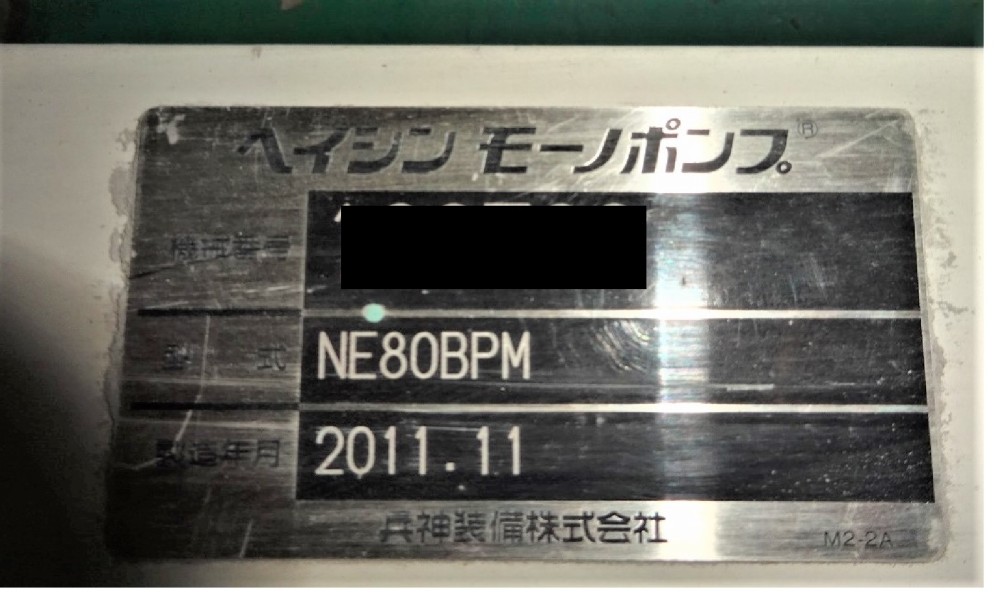 ヘイシン モーノポンプ®
機械番号
型式 NE80BPM
製造年月 2011.11
兵神装備株式会社
M2-2A